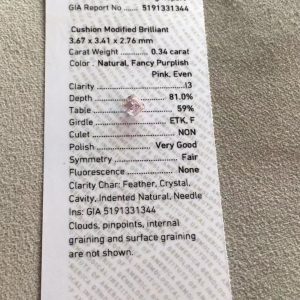 GIA Report No ........ 5191331344
Cushion Modified Brilliant
3.67 x 3.41 x 2.76 mm
Carat Weight ............ 0.34 carat
Color . Natural, Fancy Purplish
Pink, Even
Clarity ............ I3
Depth ............ 81.0%
Table ............ 59%
Girdle ............ ETK, F
Culet ............ NON
Polish ............ Very Good
Symmetry ............ Fair
Fluorescence ............ None
Clarity Char: Feather, Crystal,
Cavity, Indented Natural, Needle
Ins: GIA 5191331344
Clouds, pinpoints, internal
graining and surface graining
are not shown.